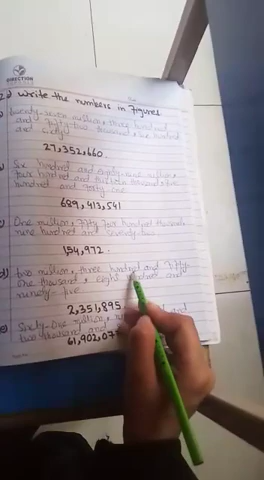 DIRECTION
2) Write the numbers in Figures
twenty-seven million, three hundred
and fifty two thousand, six hundred
and sixty
27,352,660
Six hundred and eighty nine million,
four hundred and thirteen thousand, five
hundred and forty one
689,413,541
c) One million, fifty four hundred thousand
nine hundred and seventy two
154,972
d) two million, three hundred and fifty
one thousand, eight hundred and
ninety five
2,351,895
e) Sixty-One million, and
two thousand and
61,902,07